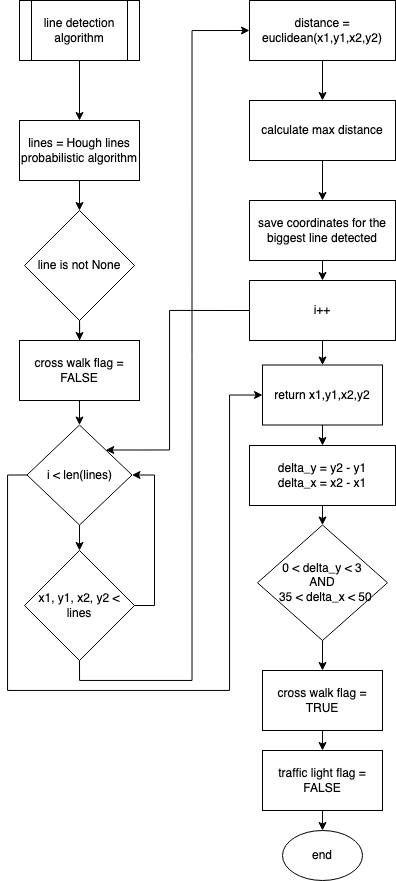 line detection
algorithm
lines = Hough lines
probabilistic algorithm
line is not None
cross walk flag =
FALSE
i < len(lines)
x1, y1, x2, y2 <
lines
distance =
euclidean(x1,y1,x2,y2)
calculate max distance
save coordinates for the
biggest line detected
i++
return x1,y1,x2,y2
delta_y = y2 - y1
delta_x = x2 - x1
0 < delta_y < 3
AND
35 < delta_x < 50
cross walk flag =
TRUE
traffic light flag =
FALSE
end